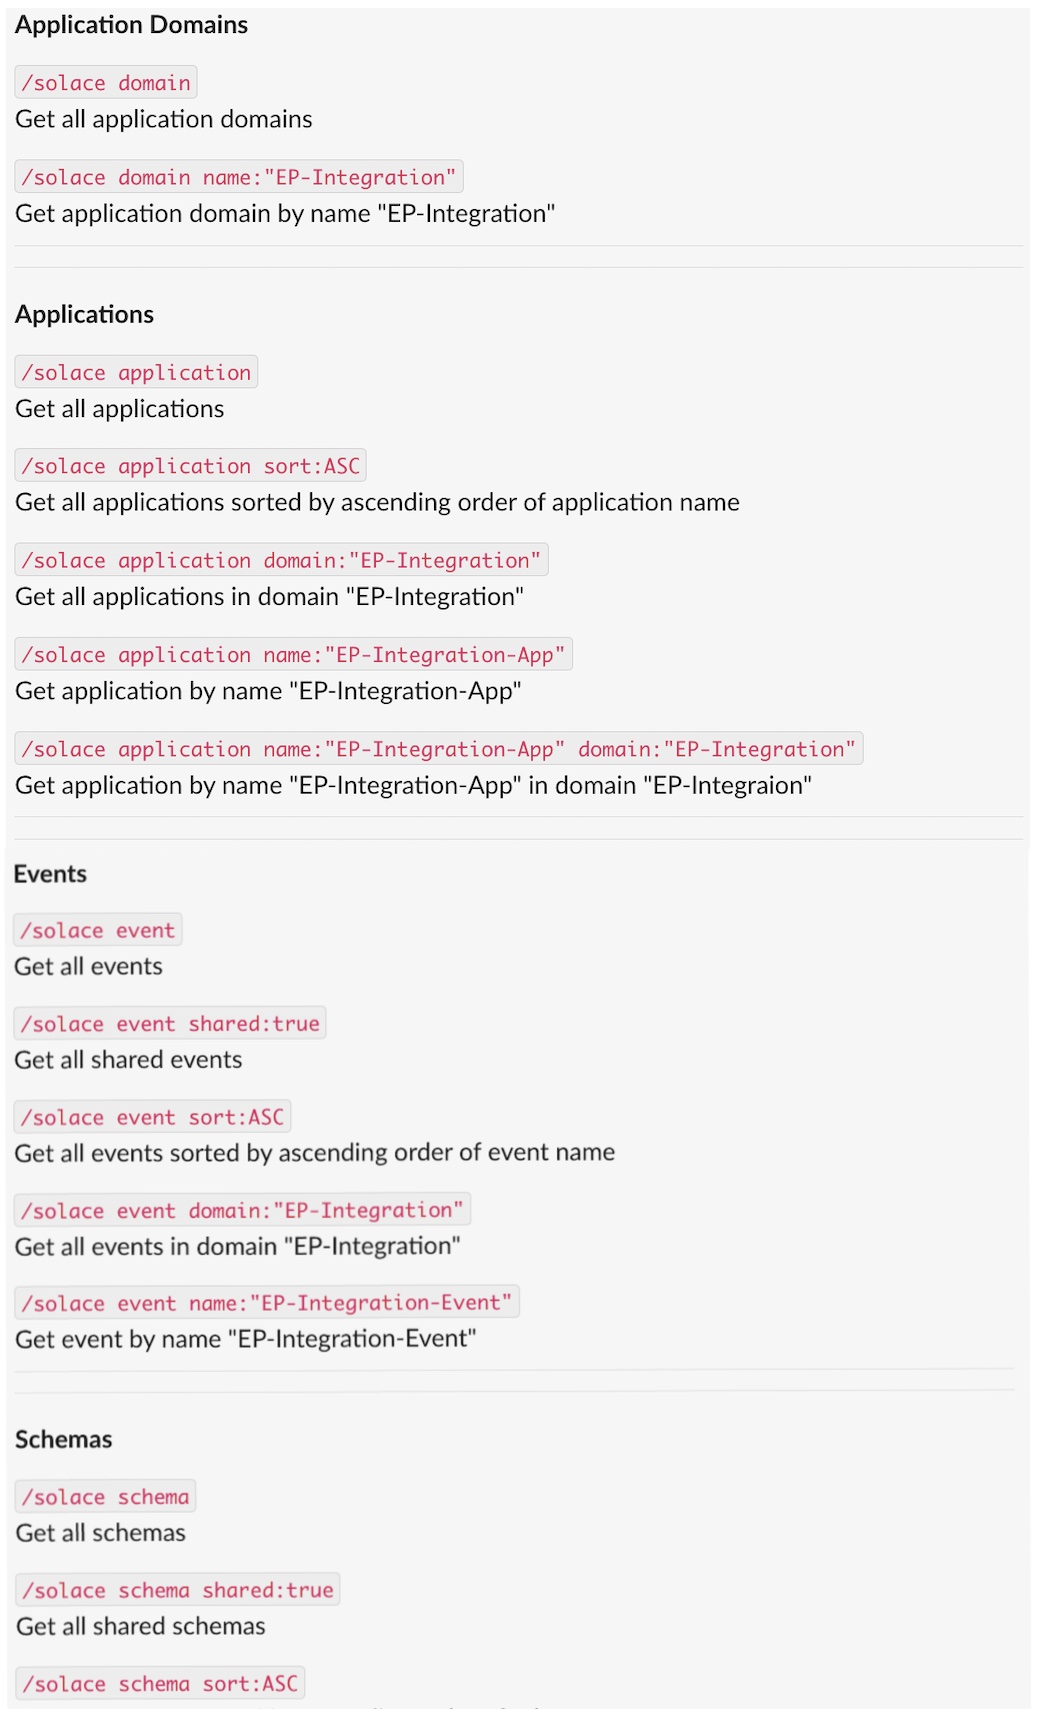 Application Domains
/solace domain
Get all application domains
/solace domain name:"EP-Integration"
Get application domain by name "EP-Integration"
Applications
/solace application
Get all applications
/solace application sort:ASC
Get all applications sorted by ascending order of application name
/solace application domain:"EP-Integration"
Get all applications in domain "EP-Integration"
/solace application name:"EP-Integration-App"
Get application by name "EP-Integration-App"
/solace application name:"EP-Integration-App" domain:"EP-Integration"
Get application by name "EP-Integration-App" in domain "EP-Integraion"
Events
/solace event
Get all events
/solace event shared:true
Get all shared events
/solace event sort:ASC
Get all events sorted by ascending order of event name
/solace event domain:"EP-Integration"
Get all events in domain "EP-Integration"
/solace event name:"EP-Integration-Event"
Get event by name "EP-Integration-Event"
Schemas
/solace schema
Get all schemas
/solace schema shared:true
Get all shared schemas
/solace schema sort:ASC